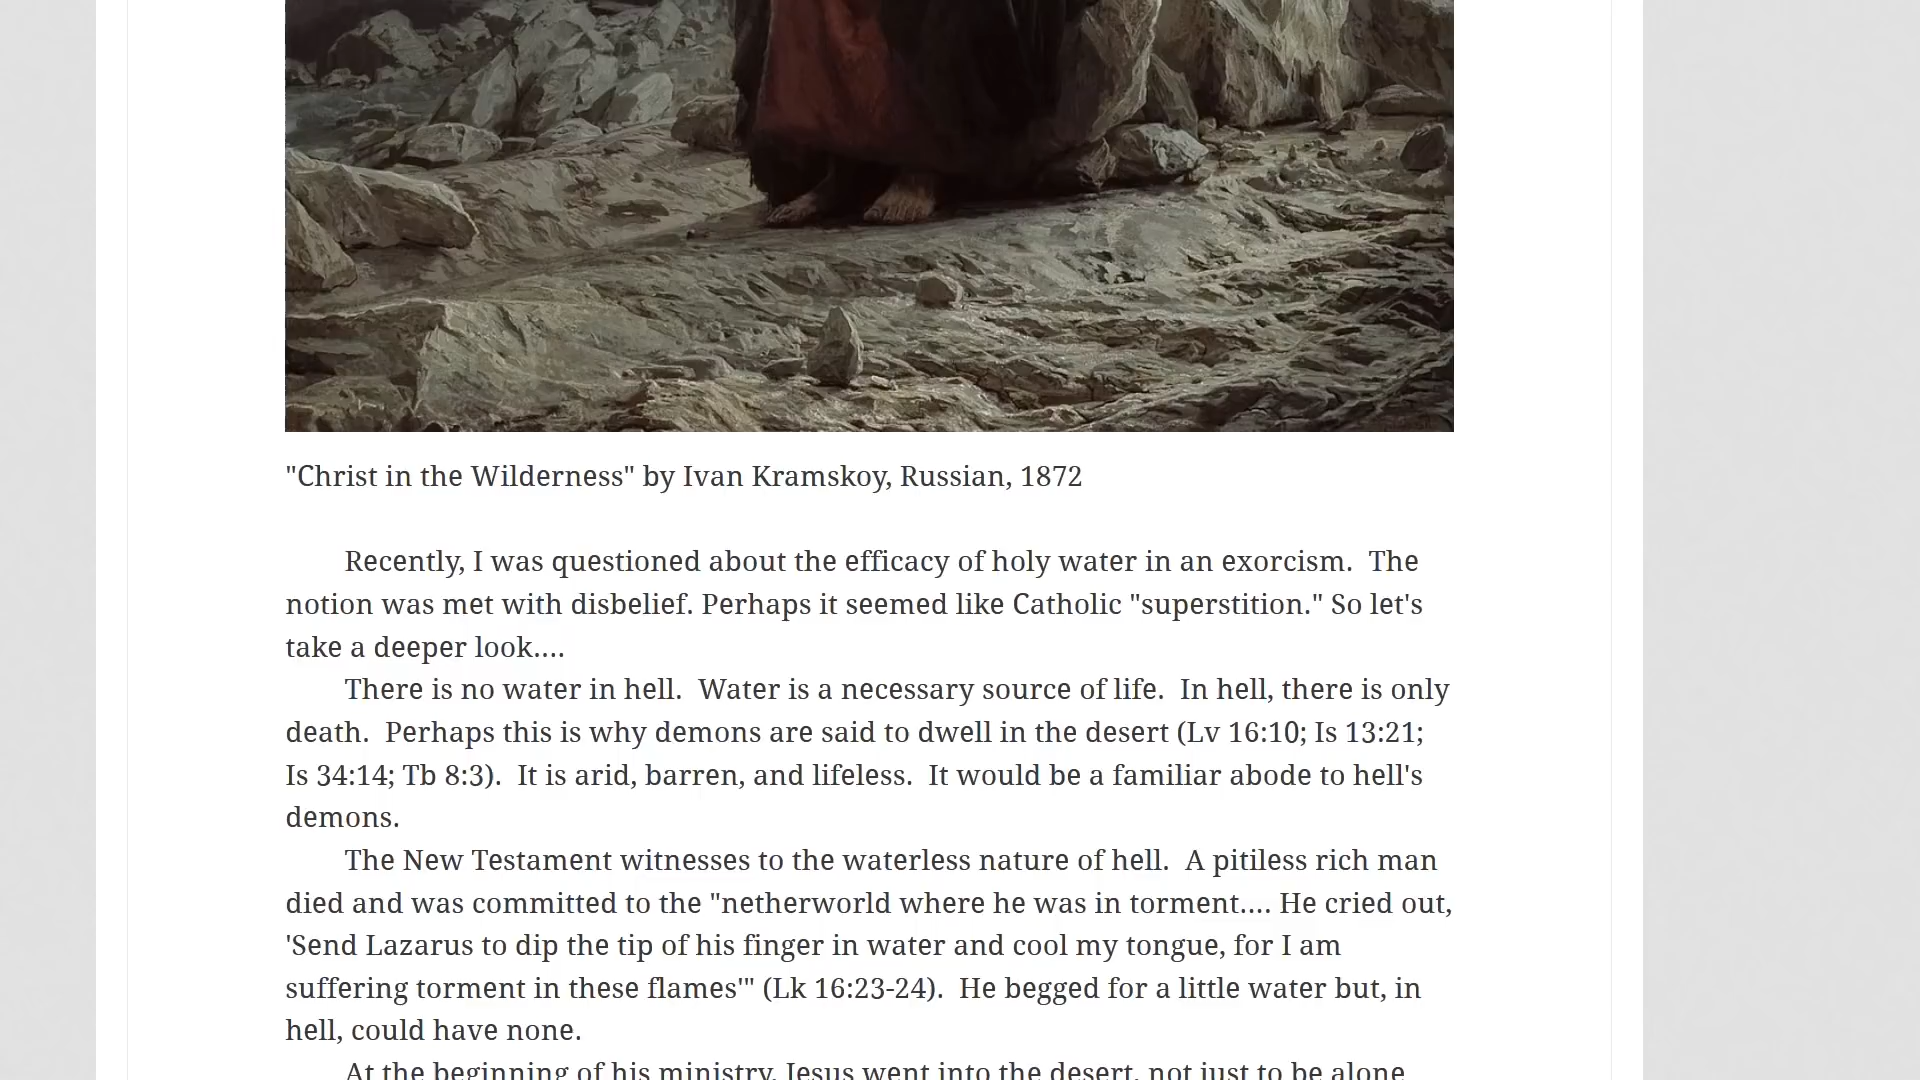 "Christ in the Wilderness" by Ivan Kramskoy, Russian, 1872
Recently, I was questioned about the efficacy of holy water in an exorcism.  The
notion was met with disbelief. Perhaps it seemed like Catholic "superstition." So let's
take a deeper look....
There is no water in hell.  Water is a necessary source of life.  In hell, there is only
death.  Perhaps this is why demons are said to dwell in the desert (Lv 16:10; Is 13:21;
Is 34:14; Tb 8:3).  It is arid, barren, and lifeless.  It would be a familiar abode to hell's
demons.
The New Testament witnesses to the waterless nature of hell.  A pitiless rich man
died and was committed to the "netherworld where he was in torment.... He cried out,
'Send Lazarus to dip the tip of his finger in water and cool my tongue, for I am
suffering torment in these flames'" (Lk 16:23-24).  He begged for a little water but, in
hell, could have none.
At the beginning of his ministry, Jesus went into the desert, not just to be alone